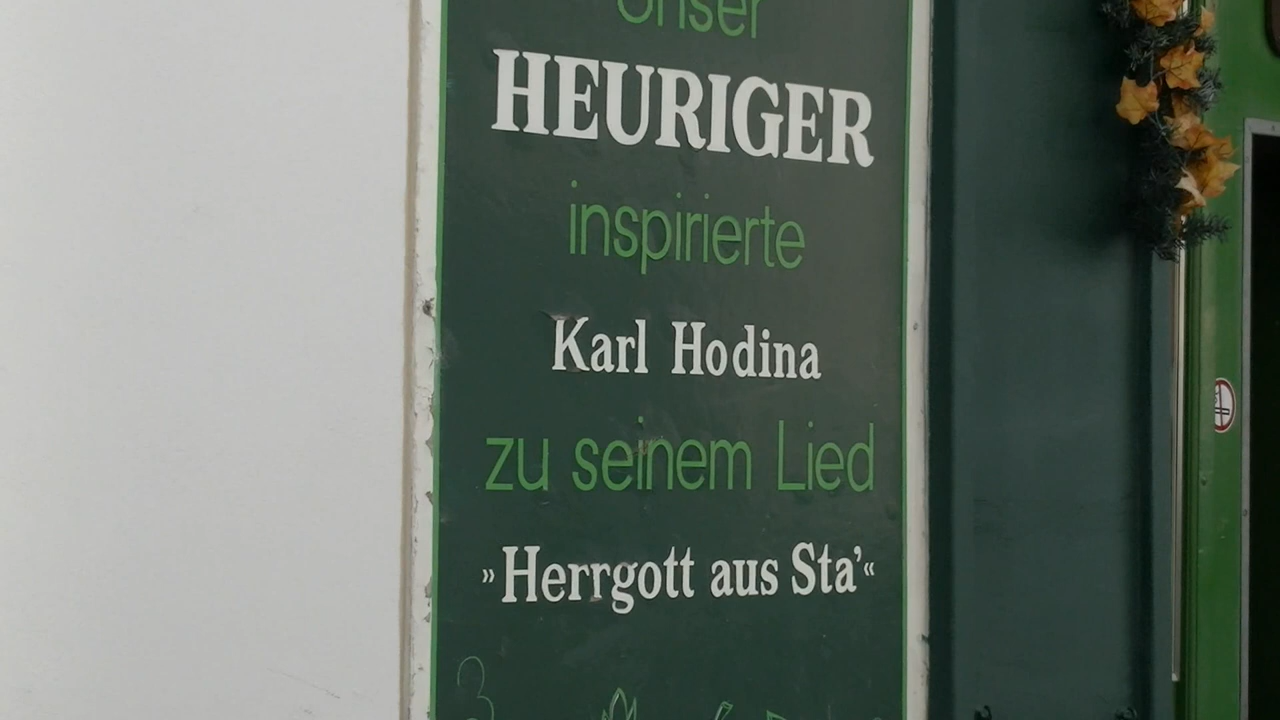 Unser
HEURIGER
inspirierte
Karl Hodina
zu seinem Lied
»Herrgott aus Sta'«